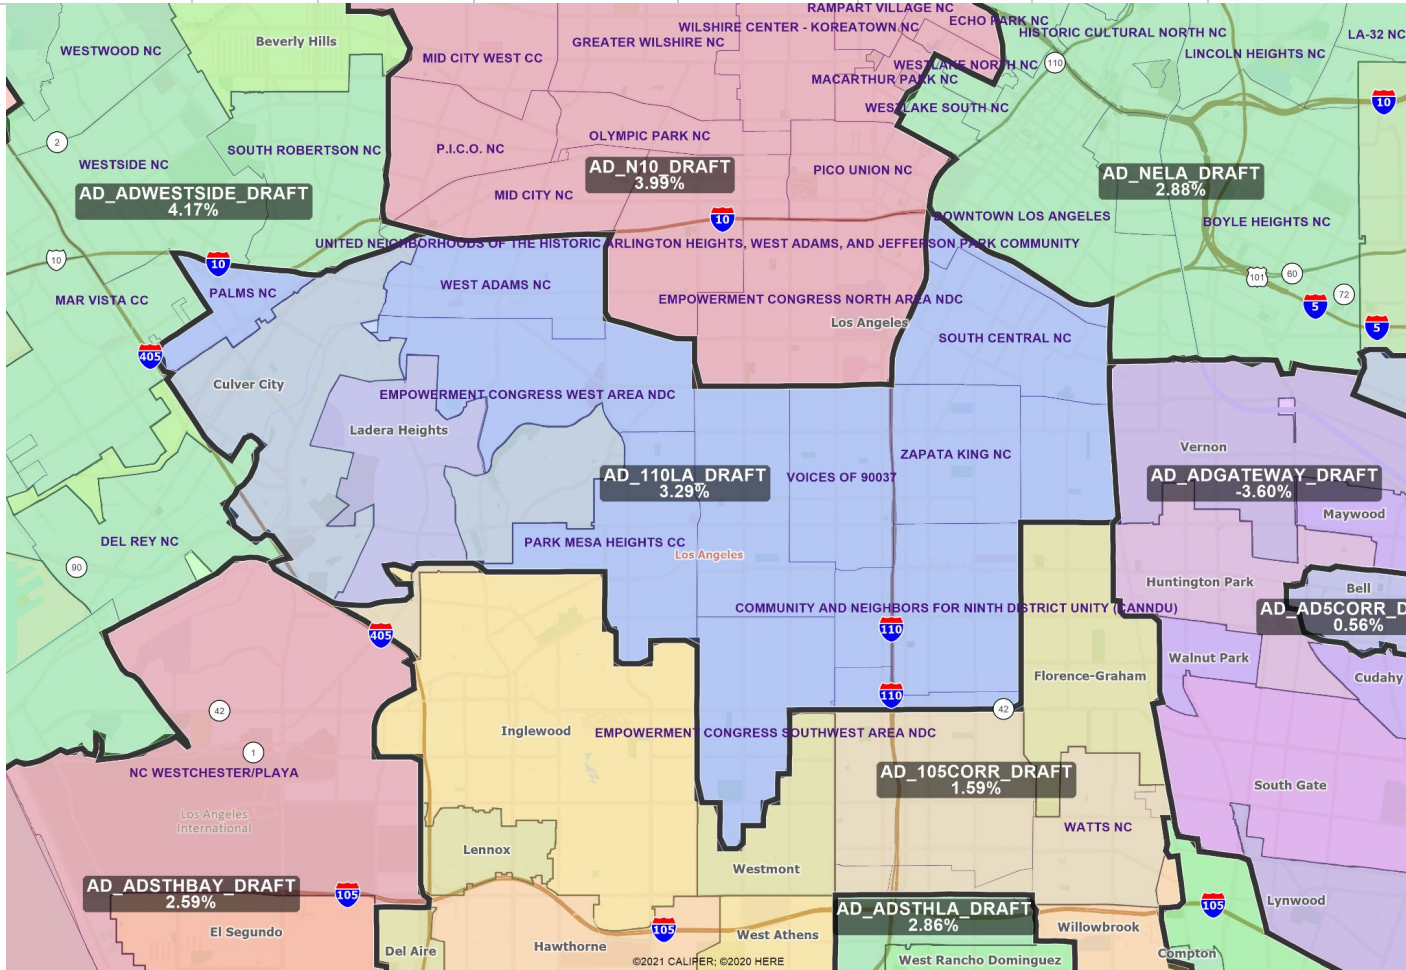 RAMPART VILLAGE NC
ECHO PARK NC
WILSHIRE CENTER - KOREATOWN NC
HISTORIC CULTURAL NORTH NC
LA-32 NC
Beverly Hills
GREATER WILSHIRE NC
WESTWOOD NC
LINCOLN HEIGHTS NC
MID CITY WEST CC
WESTLAKE NORTH NC
110
MACARTHUR PARK NC
10
WESTLAKE SOUTH NC
2
OLYMPIC PARK NC
P.I.C.O. NC
SOUTH ROBERTSON NC
WESTSIDE NC
AD_N10_DRAFT
3.99%
PICO UNION NC
AD_NELA_DRAFT
2.88%
AD_ADWESTSIDE_DRAFT
4.17%
MID CITY NC
10
DOWNTOWN LOS ANGELES
BOYLE HEIGHTS NC
UNITED NEIGHBORHOODS OF THE HISTORIC ARLINGTON HEIGHTS, WEST ADAMS, AND JEFFERSON PARK COMMUNITY
10
10
101
60
72
PALMS NC
WEST ADAMS NC
MAR VISTA CC
EMPOWERMENT CONGRESS NORTH AREA NDC
5
Los Angeles
5
SOUTH CENTRAL NC
405
Culver City
EMPOWERMENT CONGRESS WEST AREA NDC
Ladera Heights
Vernon
ZAPATA KING NC
AD_110LA_DRAFT
3.29%
VOICES OF 90037
AD_ADGATEWAY_DRAFT
-3.60%
Maywood
DEL REY NC
PARK MESA HEIGHTS CC
Los Angeles
90
Huntington Park
Bell
COMMUNITY AND NEIGHBORS FOR NINTH DISTRICT UNITY (CANNDU)
AD_AD5CORR_D
0.56%
405
110
Walnut Park
Florence-Graham
Cudahy
110
42
42
Inglewood
EMPOWERMENT CONGRESS SOUTHWEST AREA NDC
1
NC WESTCHESTER/PLAYA
AD_105CORR_DRAFT
1.59%
South Gate
Los Angeles
International
WATTS NC
Lennox
Westmont
AD_ADSTHBAY_DRAFT
2.59%
105
Lynwood
105
AD_ADSTHLA_DRAFT
2.86%
El Segundo
105
West Athens
Willowbrook
Del Aire
Hawthorne
Compton
©2021 CALIPER; ©2020 HERE
West Rancho Dominguez